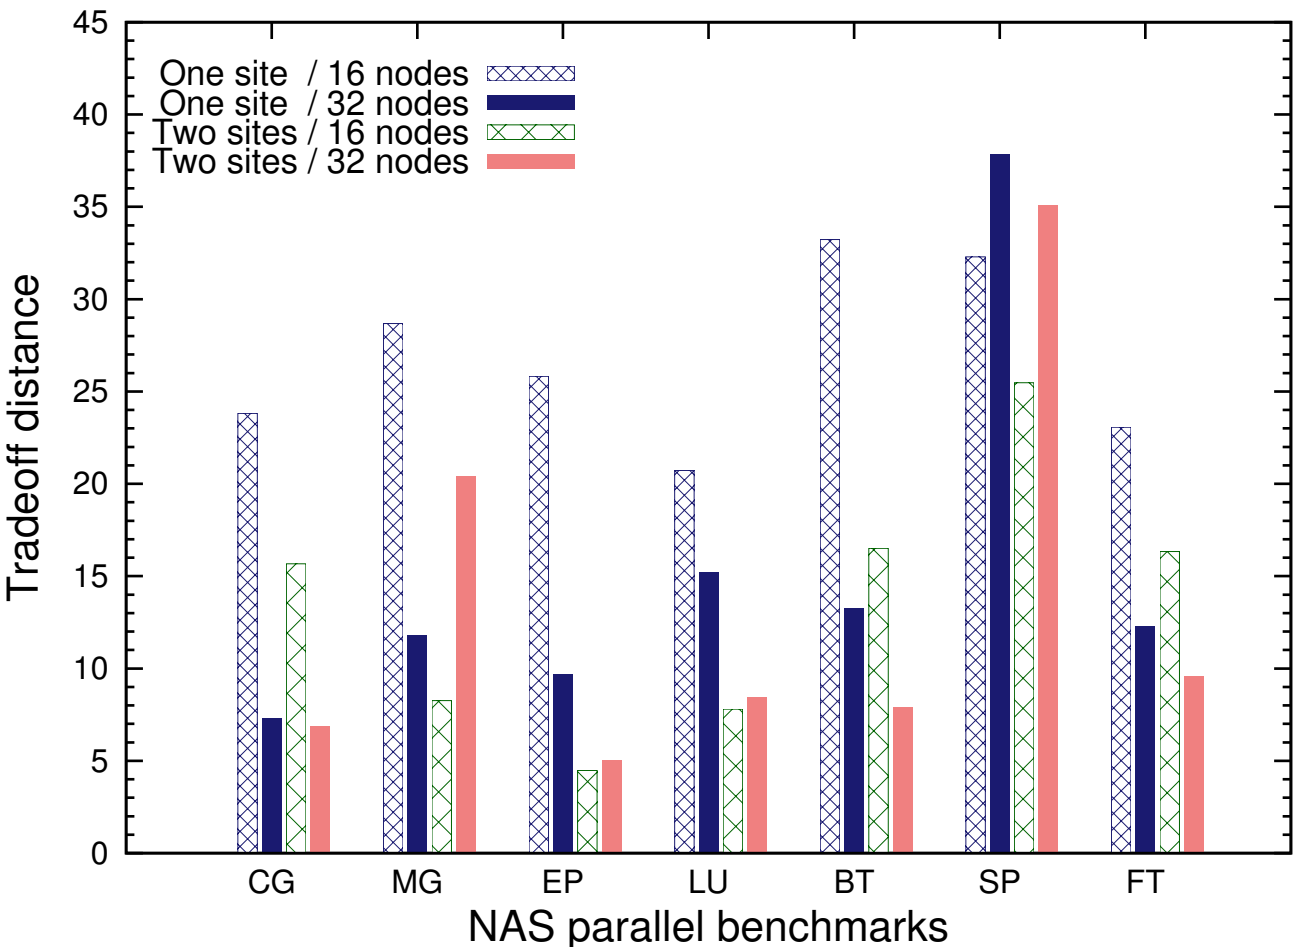 45
40
35
30
25
20
15
10
5
0
One site / 16 nodes
One site / 32 nodes
Two sites / 16 nodes
Two sites / 32 nodes
Tradeoff distance
CG MG EP LU BT SP FT
NAS parallel benchmarks